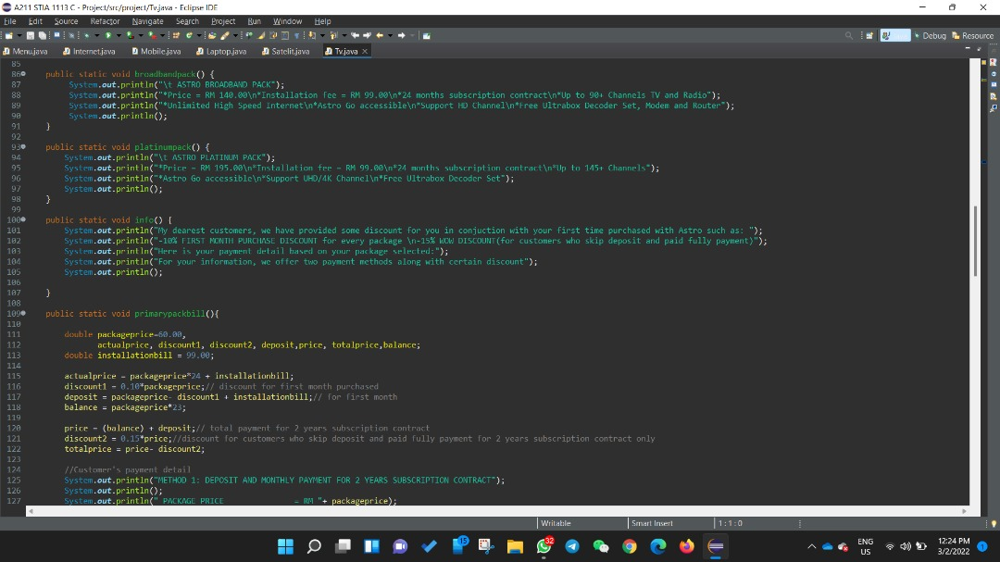 A211 STIA 1113 C - Project/src/project/Tv.java - Eclipse IDE
File Edit Source Refactor Navigate Search Project Run Window Help
Debug Resource
Menu.java Internet.java Mobile.java Laptop.java Satelit.java Tv.java
85
86 public static void broadbandpack() {
87 System.out.println("\t ASTRO BROADBAND PACK");
88 System.out.println("*Price = RM 140.00\n*Installation fee = RM 99.00\n*24 months subscription contract\n*Up to 90+ Channels TV and Radio");
89 System.out.println("*Unlimited High Speed Internet\n*Astro Go accessible\n*Support HD Channel\n*Free Ultrabox Decoder Set, Modem and Router");
90 System.out.println();
91 }
92
93 public static void platinumpack() {
94 System.out.println("\t ASTRO PLATINUM PACK");
95 System.out.println("*Price = RM 195.00\n*Installation fee = RM 99.00\n*24 months subscription contract\n*Up to 145+ Channels");
96 System.out.println("*Astro Go accessible\n*Support UHD/4K Channel\n*Free Ultrabox Decoder Set");
97 System.out.println();
98 }
99
100 public static void info() {
101 System.out.println("My dearest customers, we have provided some discount for you in conjuction with your first time purchased with Astro such as: ");
102 System.out.println("-10% FIRST MONTH PURCHASE DISCOUNT for every package \n-15% WOW DISCOUNT(for customers who skip deposit and paid fully payment)");
103 System.out.println("Here is your payment detail based on your package selected:");
104 System.out.println("For your information, we offer two payment methods along with certain discount");
105 System.out.println();
106
107 }
108
109 public static void primarypackbill(){
110
111 double packageprice=60.00,
112 actualprice, discount1, discount2, deposit,price, totalprice,balance;
113 double installationbill = 99.00;
114
115 actualprice = packageprice*24 + installationbill;
116 discount1 = 0.10*packageprice;// discount for first month purchased
117 deposit = packageprice- discount1 + installationbill;// for first month
118 balance = packageprice*23;
119
120 price = (balance) + deposit;// total payment for 2 years subscription contract
121 discount2 = 0.15*price;//discount for customers who skip deposit and paid fully payment for 2 years subscription contract only
122 totalprice = price- discount2;
123
124 //Customer's payment detail
125 System.out.println("METHOD 1: DEPOSIT AND MONTHLY PAYMENT FOR 2 YEARS SUBSCRIPTION CONTRACT");
126 System.out.println();
127 System.out.println(" PACKAGE PRICE = RM "+ packageprice);
Writable Smart Insert 1 : 1 : 0
15 32 ENG US 12:24 PM 3/2/2022 1